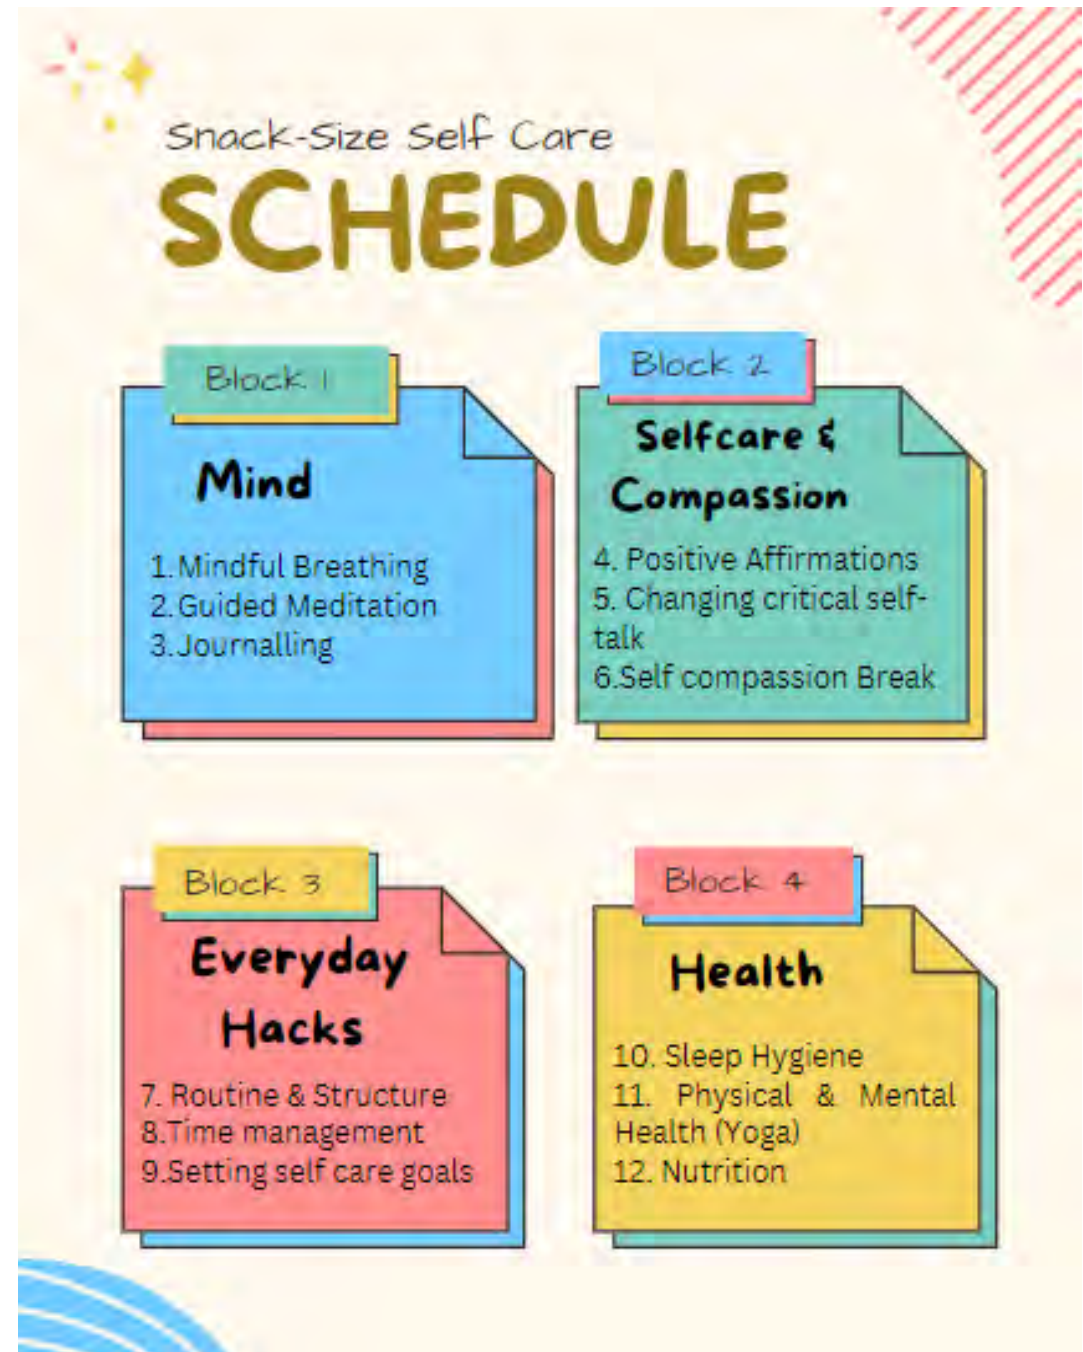 Snack-Size Self Care
SCHEDULE
Block 1
Mind
1.Mindful Breathing
2.Guided Meditation
3.Journalling
Block 2
Selfcare &
Compassion
4. Positive Affirmations
5. Changing critical self-
talk
6.Self compassion Break
Block 3
Everyday
Hacks
7. Routine & Structure
8.Time management
9.Setting self care goals
Block 4
Health
10. Sleep Hygiene
11. Physical & Mental
Health (Yoga)
12. Nutrition